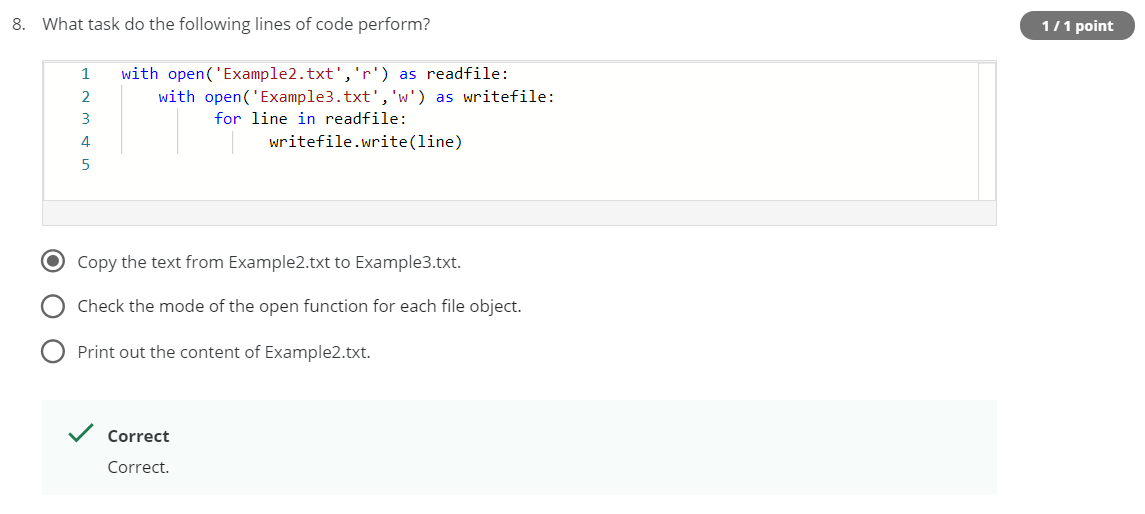 8. What task do the following lines of code perform?
1 / 1 point
1 with open('Example2.txt','r') as readfile:
2 with open('Example3.txt','w') as writefile:
3 for line in readfile:
4 writefile.write(line)
5
Copy the text from Example2.txt to Example3.txt.
Check the mode of the open function for each file object.
Print out the content of Example2.txt.
Correct
Correct.